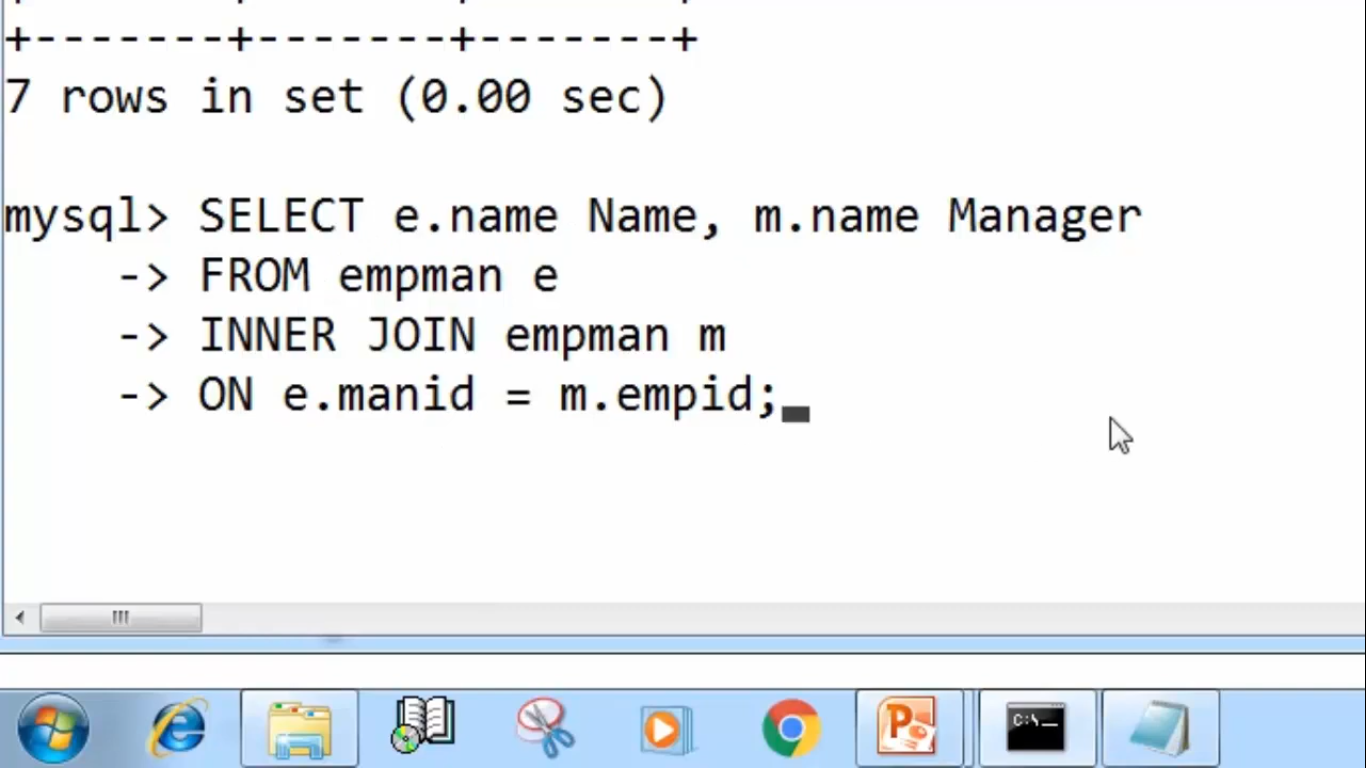 +-------+-------+-------+
7 rows in set (0.00 sec)
mysql> SELECT e.name Name, m.name Manager
-> FROM empman e
-> INNER JOIN empman m
-> ON e.manid = m.empid;
C:\_